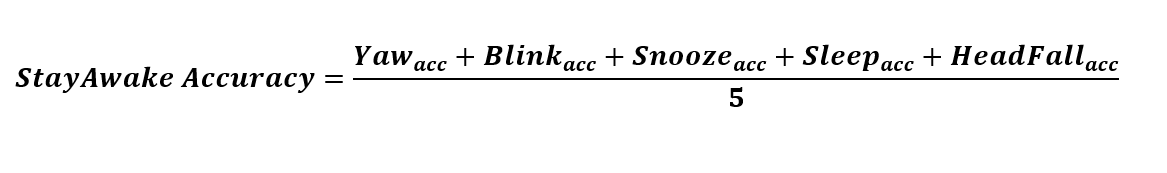 StayAwake Accuracy = Yaw_acc + Blink_acc + Snooze_acc + Sleep_acc + HeadFall_acc
5